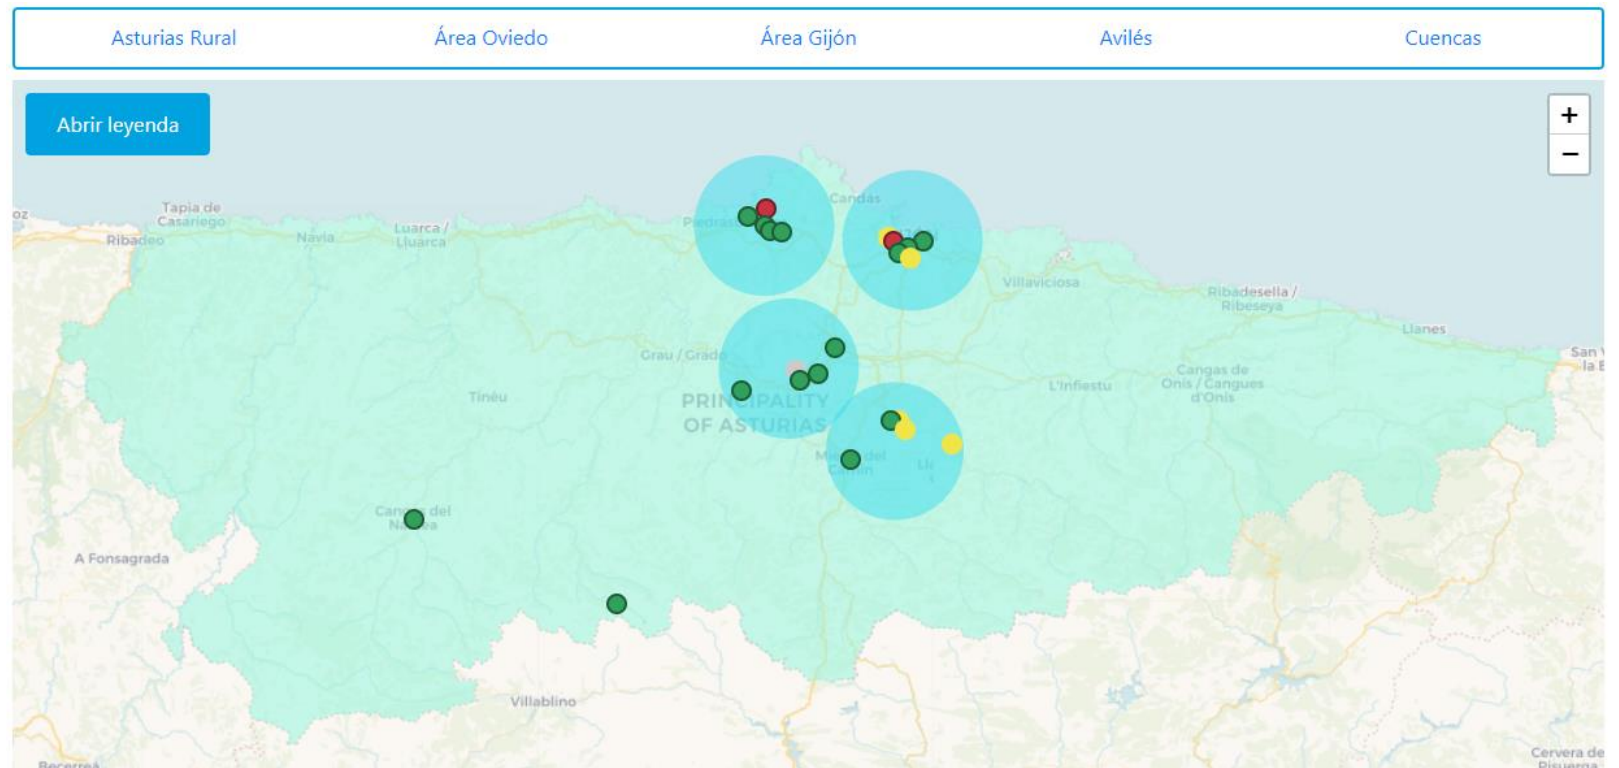 Asturias Rural
Área Oviedo
Área Gijón
Avilés
Cuencas
Abrir leyenda
+
−
Candás
Tapia de
Casariego
Ribadeo
Navia
Luarca /
Lluarca
Villaviciosa
Ribadesella /
Ribeseya
Llanes
Grau / Grado
Tinéu
L'Infiestu
Cangas de
Onís / Cangues
d'Onís
PRINCIPALITY
OF ASTURIAS
A Fonsagrada
Villablino
Becerreá
Cervera de
Pisuerga